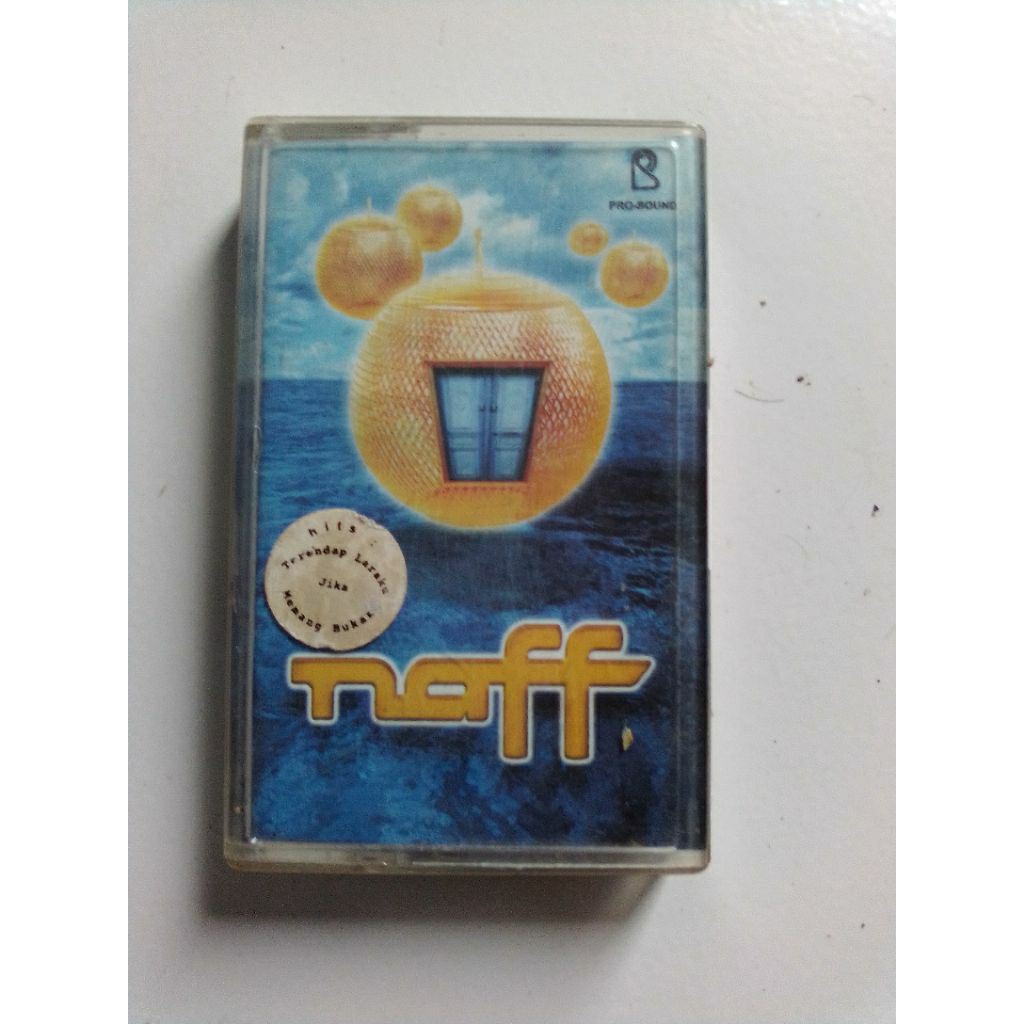 PRO-SOUND
hits :
Terendap Laraku
Jika
Memang Bukan
naff